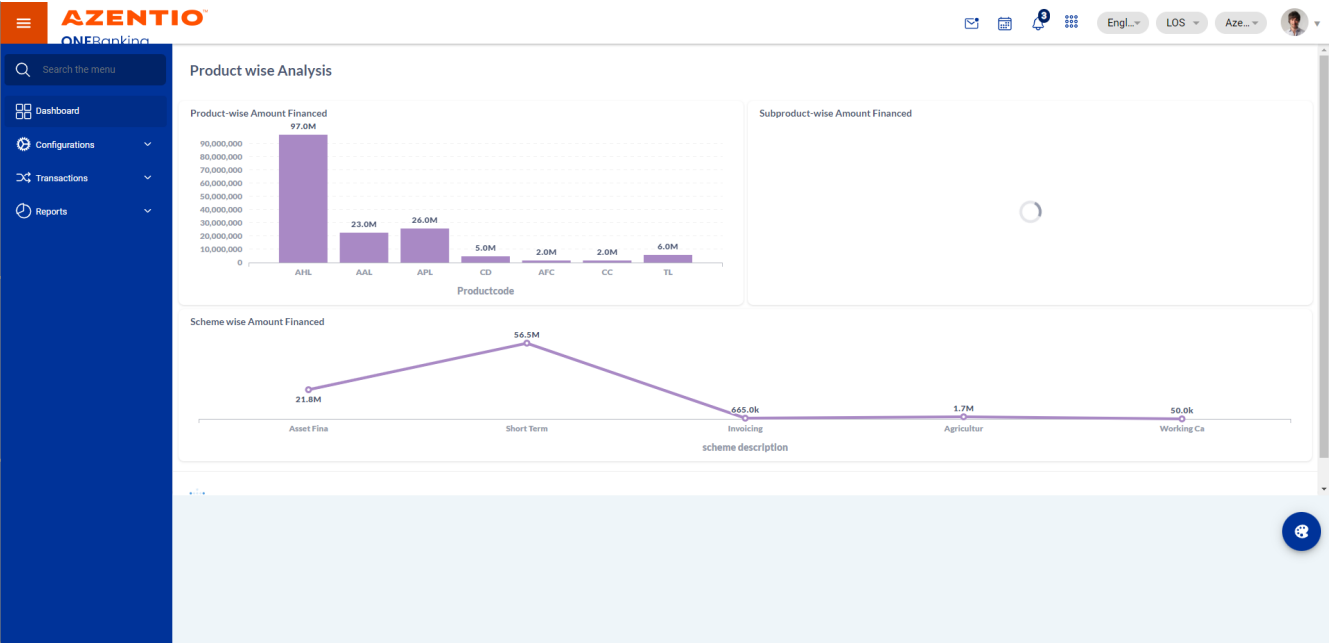 AZENTIO™
ONEBanking
3
Engl...
LOS
Aze...
Search the menu
Dashboard
Configurations
Transactions
Reports
Product wise Analysis
Product-wise Amount Financed
97.0M
90,000,000
80,000,000
70,000,000
60,000,000
50,000,000
40,000,000
30,000,000
20,000,000
10,000,000
0
23.0M
26.0M
5.0M
2.0M
2.0M
6.0M
AHL AAL APL CD AFC CC TL
Productcode
Subproduct-wise Amount Financed
Scheme wise Amount Financed
56.5M
21.8M
665.0k
1.7M
50.0k
Asset Fina Short Term Invoicing Agricultur Working Ca
scheme description